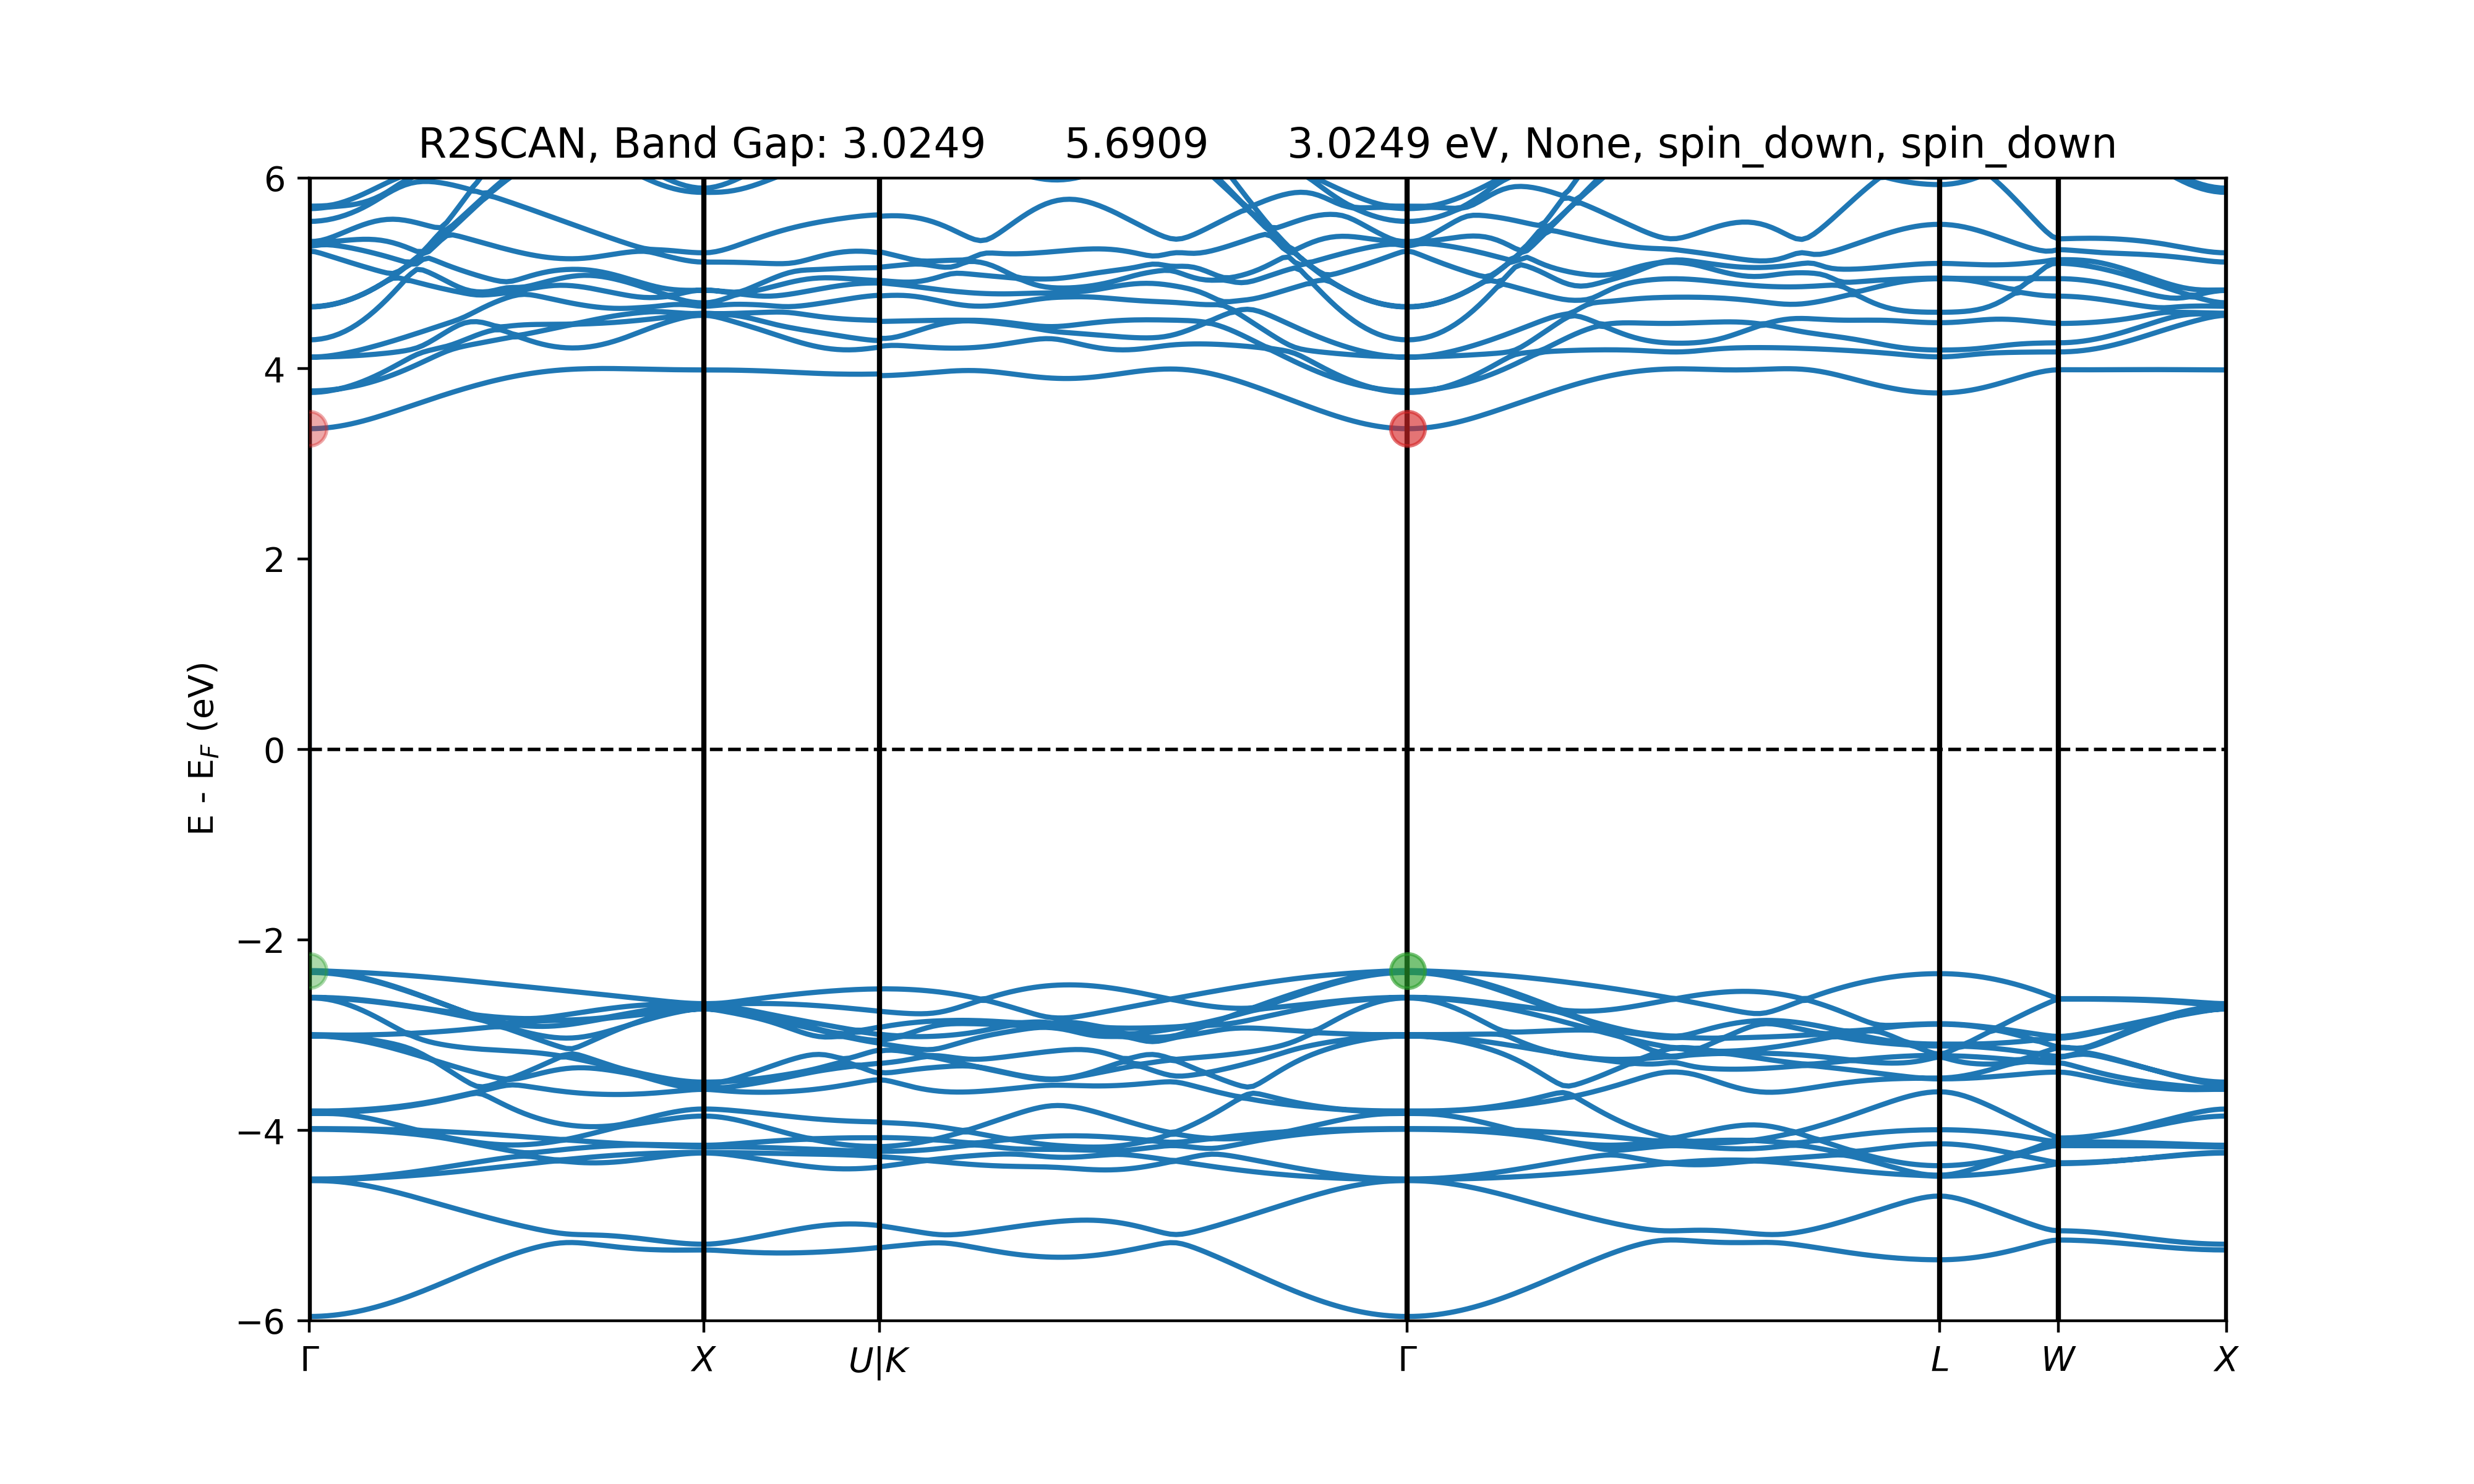 R2SCAN, Band Gap: 3.0249 5.6909 3.0249 eV, None, spin_down, spin_down
6
4
2
0
−2
−4
−6
E - E_F (eV)
Γ X U|K Γ L W X